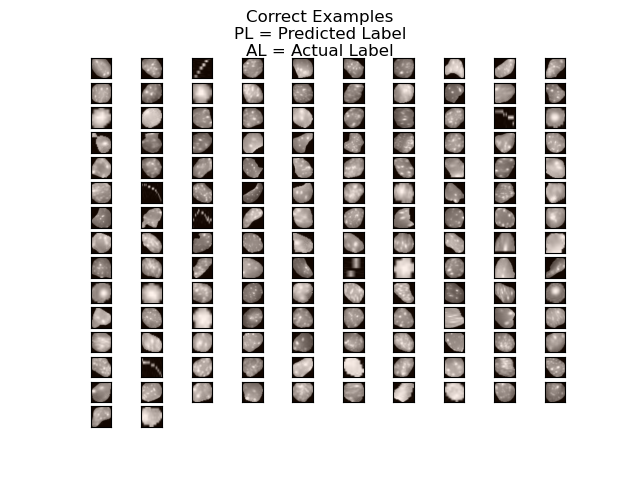 Correct Examples
PL = Predicted Label
AL = Actual Label